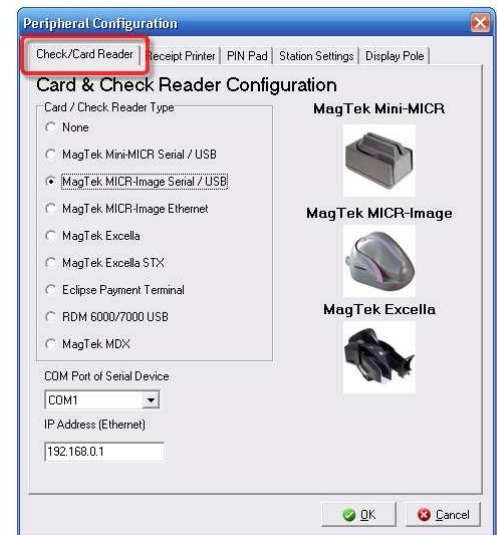 Peripheral Configuration
Check/Card Reader Receipt Printer PIN Pad Station Settings Display Pole
Card & Check Reader Configuration
Card / Check Reader Type
None
MagTek Mini-MICR Serial / USB
MagTek MICR-Image Serial / USB
MagTek MICR-Image Ethernet
MagTek Excella
MagTek Excella STX
Eclipse Payment Terminal
RDM 6000/7000 USB
MagTek MDX
COM Port of Serial Device
COM1
IP Address (Ethernet)
192.168.0.1
MagTek Mini-MICR
MagTek MICR-Image
MagTek Excella
OK Cancel